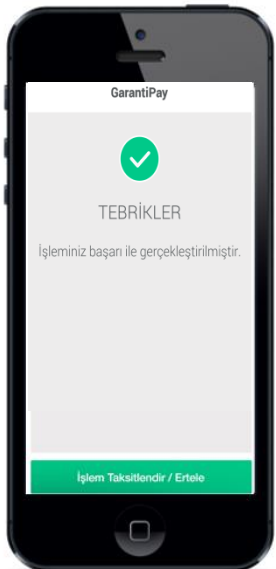 GarantiPay
TEBRİKLER
İşleminiz başarı ile gerçekleştirilmiştir.
İşlem Taksitlendir / Ertele